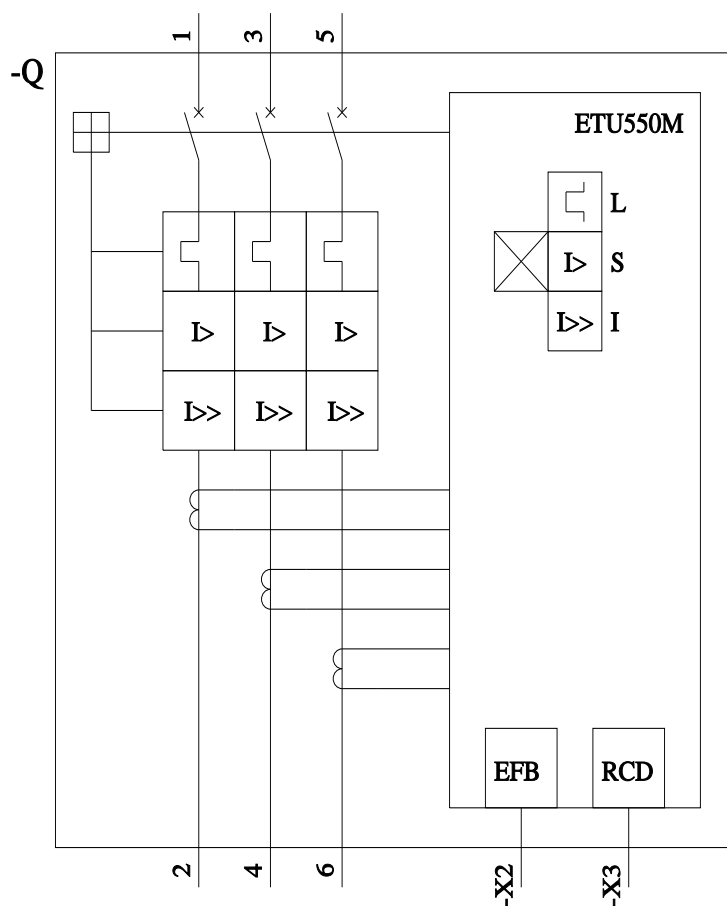 1 3 5
-Q
ETU550M
L
I> S
I>> I
I> I> I>
I>> I>> I>>
EFB RCD
2 4 6 -X2 -X3